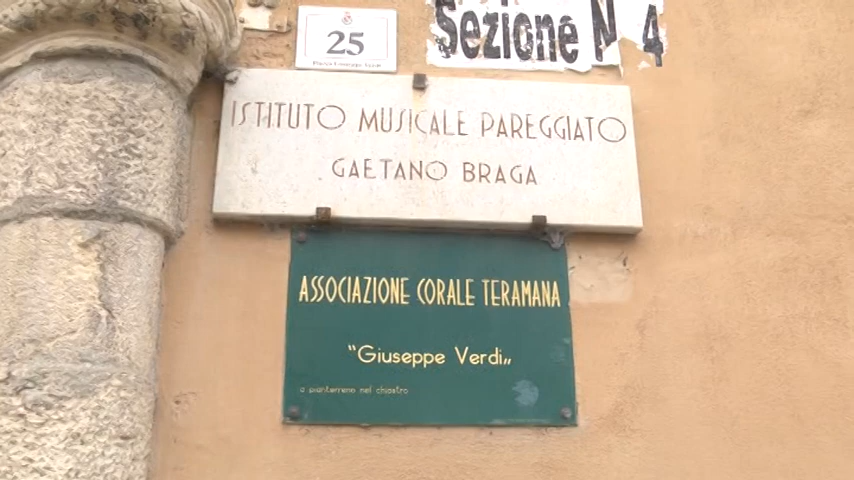 25
Sezione N 4
ISTITUTO MUSICALE PAREGGIATO
GAETANO BRAGA
ASSOCIAZIONE CORALE TERAMANA
"Giuseppe Verdi„
a pianterreno nel chiostro